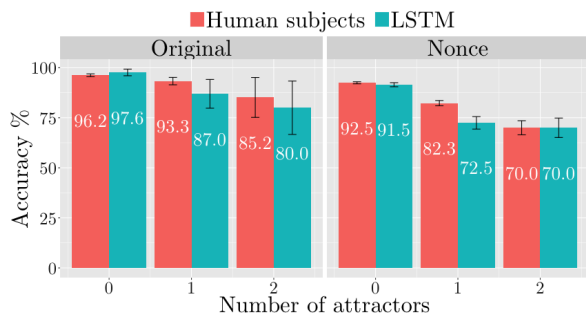 Human subjects LSTM
Original Nonce
100
75
50
25
0
Accuracy %
96.2 97.6 93.3 87.0 85.2 80.0
92.5 91.5 82.3 72.5 70.0 70.0
0 1 2 0 1 2
Number of attractors